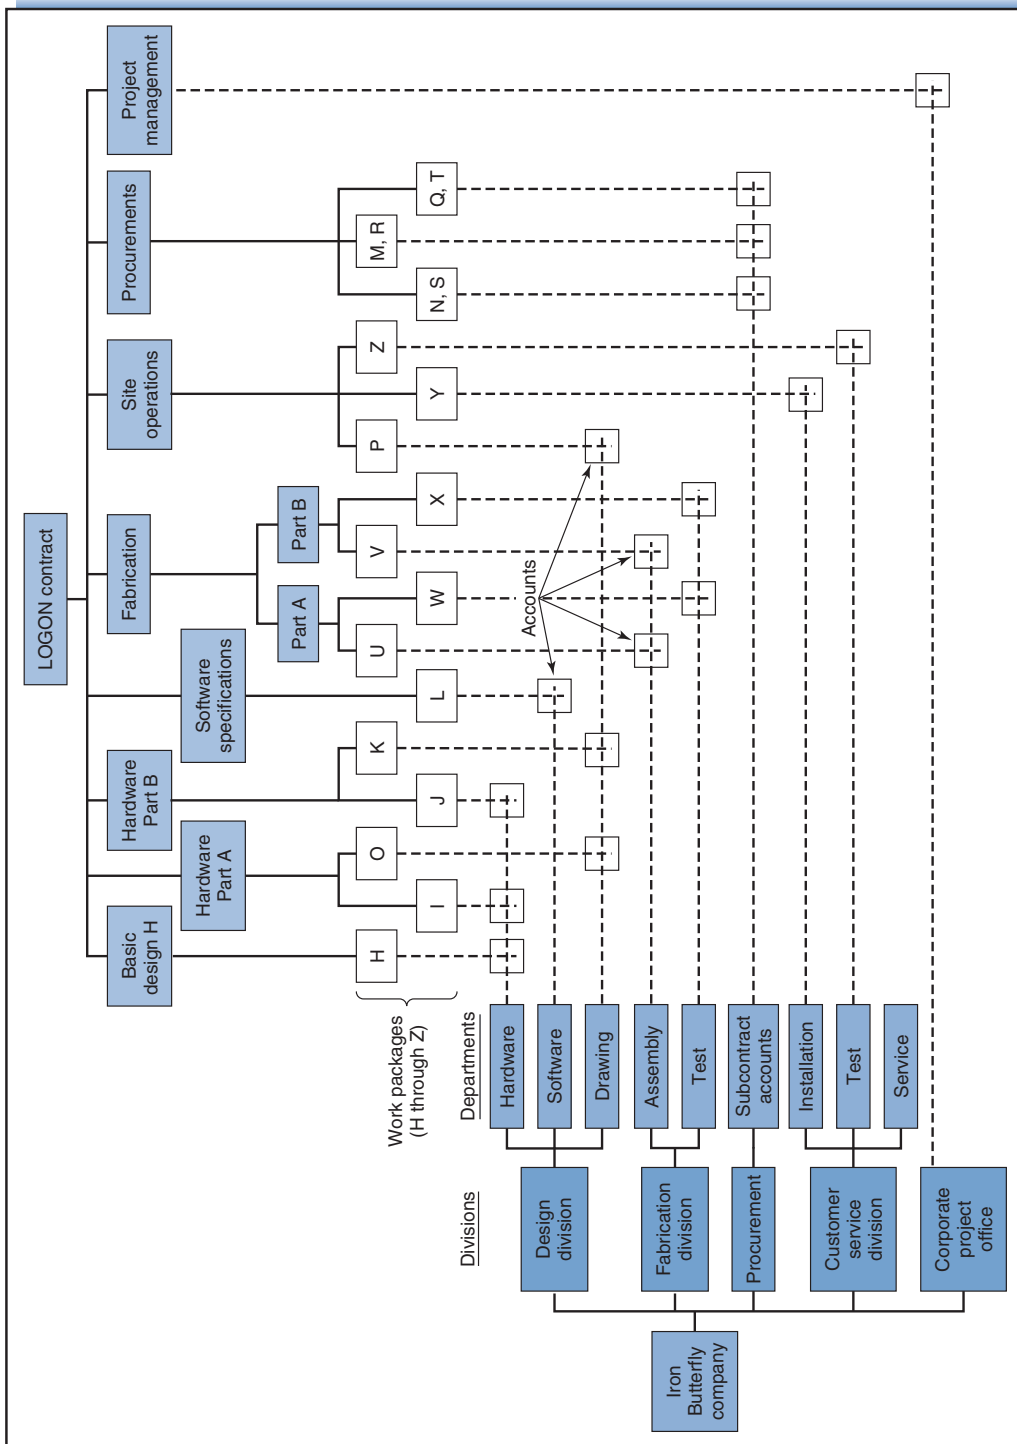 LOGON contract
Basic
design H
Hardware
Part A
Hardware
Part B
Software
specifications
Fabrication
Site
operations
Procurements
Project
management
Part A
Part B
H
I
O
J
K
L
U
W
V
X
P
Y
Z
N, S
M, R
Q, T
Work packages
(H through Z)
Accounts
Divisions
Departments
Iron
Butterfly
company
Design
division
Hardware
Software
Drawing
Fabrication
division
Assembly
Test
Procurement
Subcontract
accounts
Customer
service
division
Installation
Test
Service
Corporate
project
office